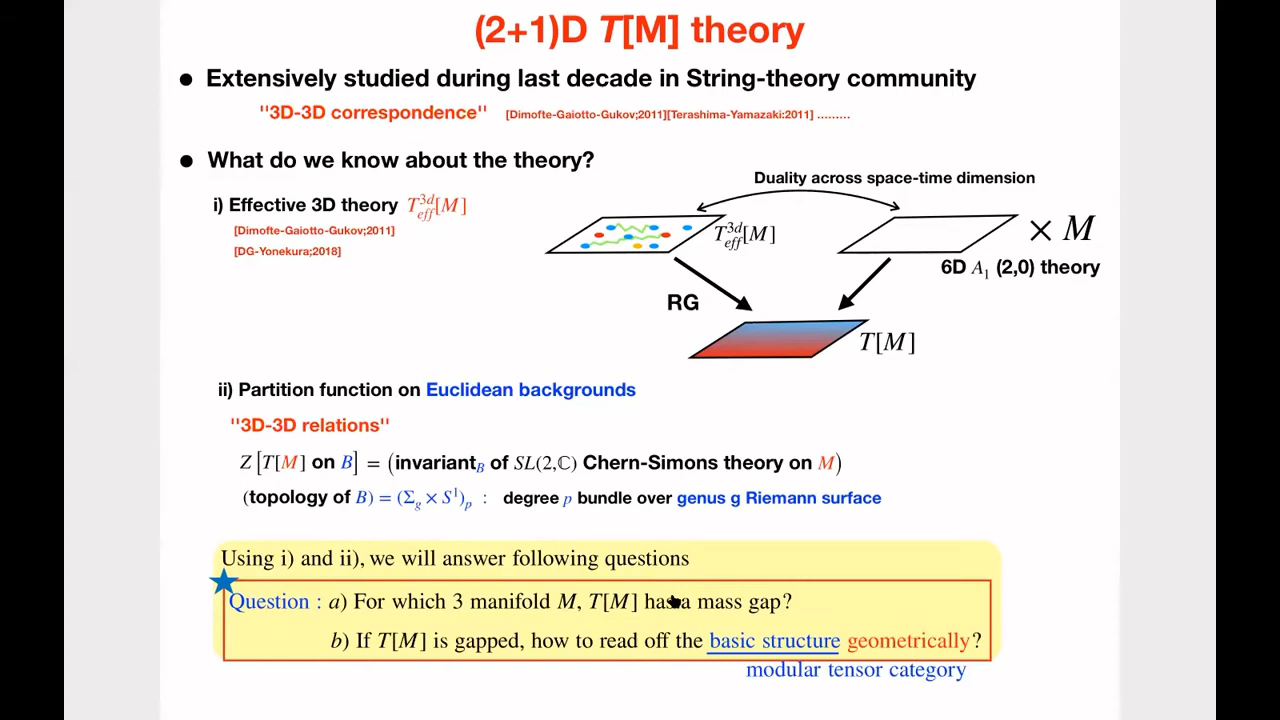 (2+1)D T[M] theory
● Extensively studied during last decade in String-theory community
''3D-3D correspondence'' [Dimofte-Gaiotto-Gukov;2011][Terashima-Yamazaki:2011] .........
● What do we know about the theory?
Duality across space-time dimension
i) Effective 3D theory T^{3d}_{eff}[M]
[Dimofte-Gaiotto-Gukov;2011]
[DG-Yonekura;2018]
T^{3d}_{eff}[M]
× M
6D A₁ (2,0) theory
RG
T[M]
ii) Partition function on Euclidean backgrounds
''3D-3D relations''
Z[T[M] on B] = (invariant_B of SL(2,ℂ) Chern-Simons theory on M)
(topology of B) = (Σ_g × S¹)_p : degree p bundle over genus g Riemann surface
Using i) and ii), we will answer following questions
Question : a) For which 3 manifold M, T[M] has a mass gap?
b) If T[M] is gapped, how to read off the basic structure geometrically?
modular tensor category